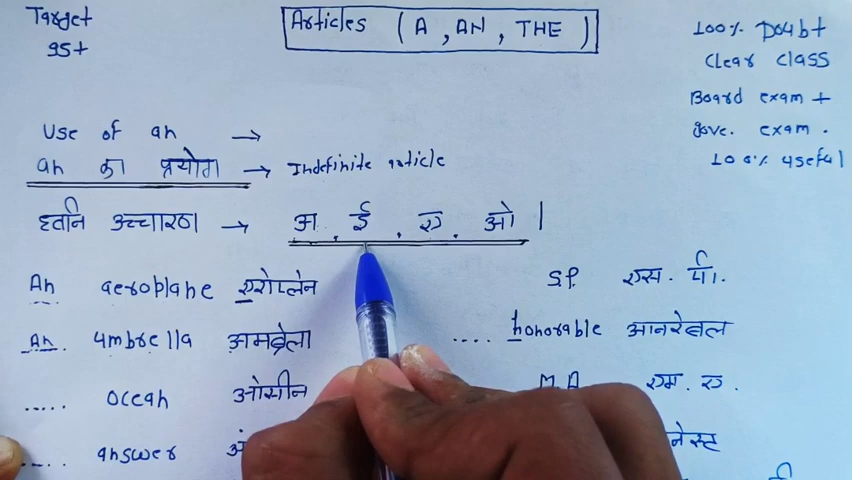 Target
95+
Articles (A, AN, THE)
100% Doubt
Clear Class
Board exam +
Gove. exam.
100% useful
Use of an →
an का प्रयोग → Indefinite article
ध्वनि उच्चारण → अ, ई, ए, ओ |
An aeroplane एरोप्लेन
S.P. एस. पी.
An umbrella अमब्रेला
.... honorable आनरेबल
..... ocean ओसीन
M.A एम. ए.
..... answer